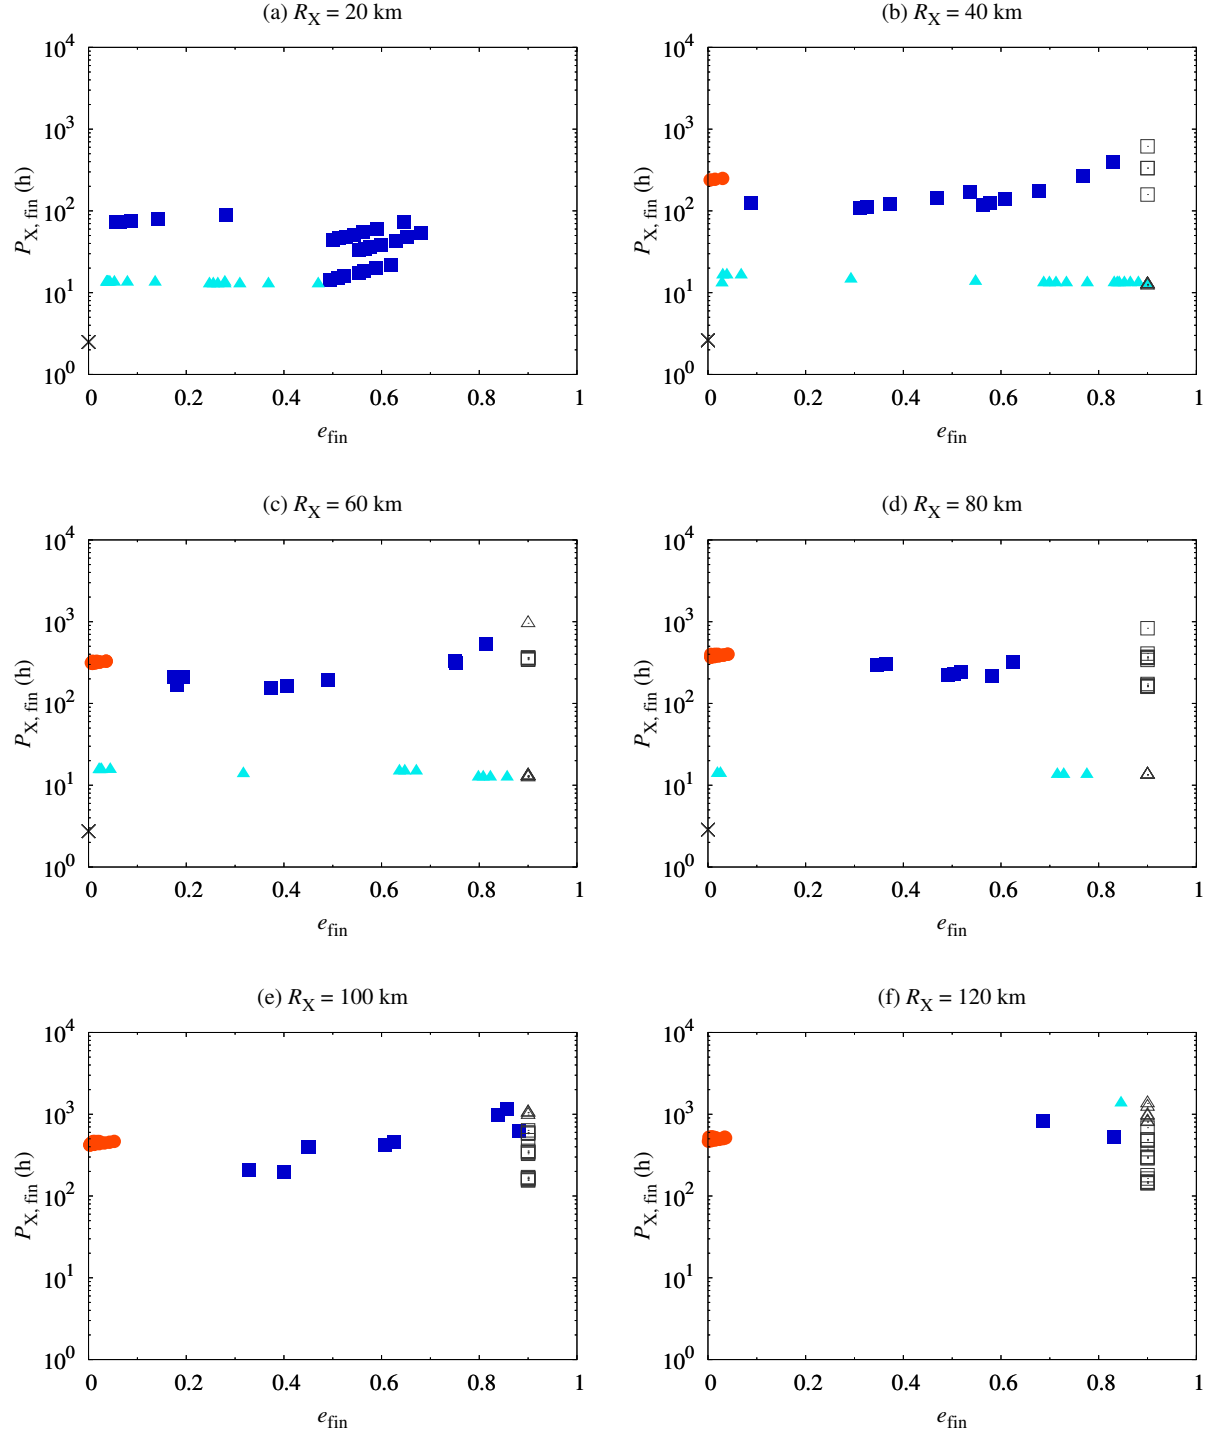 (a) R_X = 20 km
10^4
10^3
10^2
10^1
10^0
P_X, fin (h)
0 0.2 0.4 0.6 0.8 1
e_fin
(b) R_X = 40 km
10^4
10^3
10^2
10^1
10^0
P_X, fin (h)
0 0.2 0.4 0.6 0.8 1
e_fin
(c) R_X = 60 km
10^4
10^3
10^2
10^1
10^0
P_X, fin (h)
0 0.2 0.4 0.6 0.8 1
e_fin
(d) R_X = 80 km
10^4
10^3
10^2
10^1
10^0
P_X, fin (h)
0 0.2 0.4 0.6 0.8 1
e_fin
(e) R_X = 100 km
10^4
10^3
10^2
10^1
10^0
P_X, fin (h)
0 0.2 0.4 0.6 0.8 1
e_fin
(f) R_X = 120 km
10^4
10^3
10^2
10^1
10^0
P_X, fin (h)
0 0.2 0.4 0.6 0.8 1
e_fin